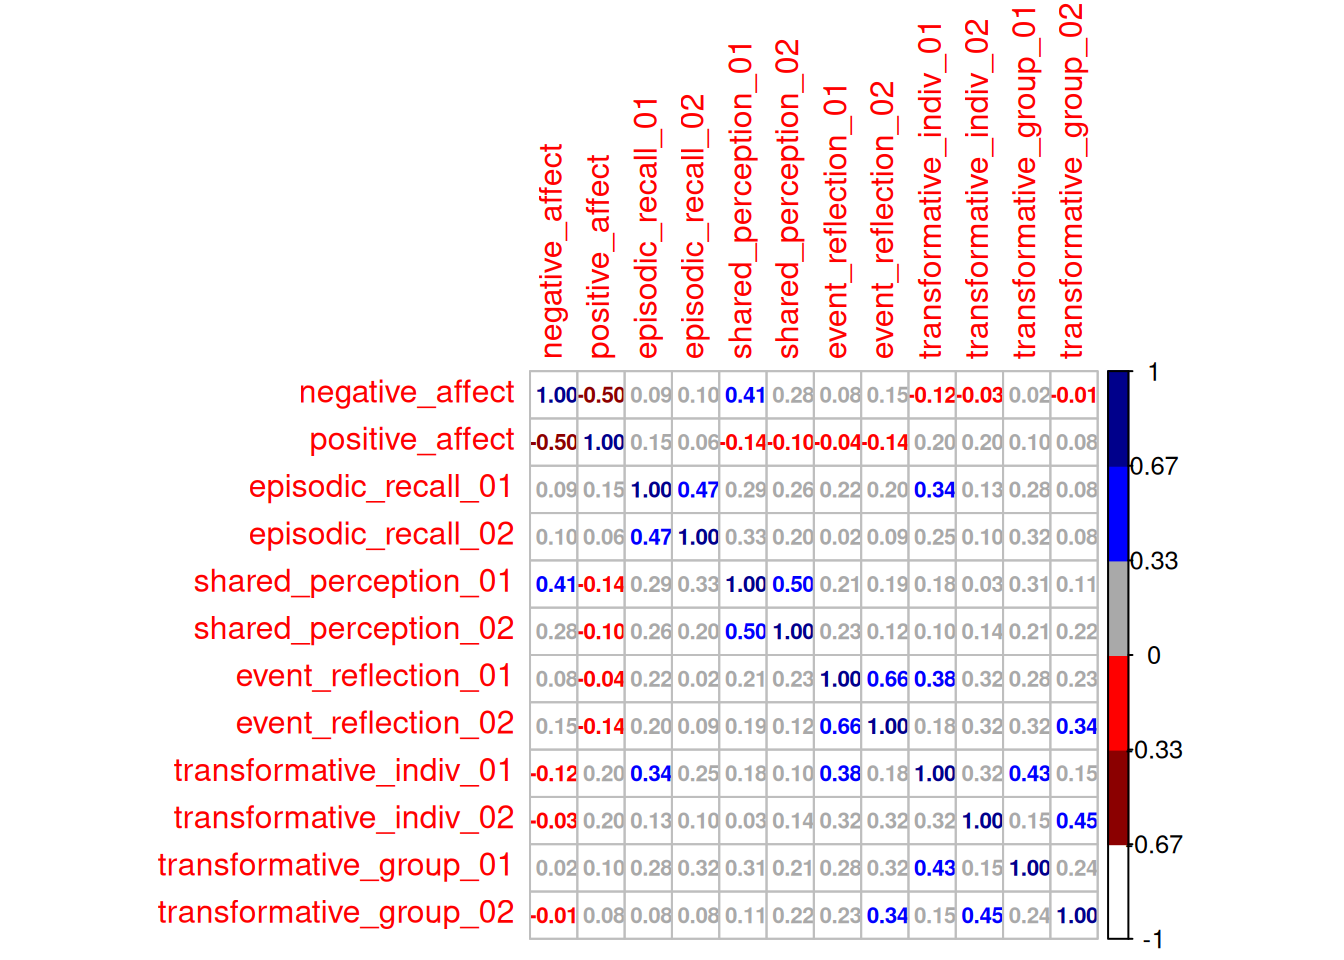 negative_affect
positive_affect
episodic_recall_01
episodic_recall_02
shared_perception_01
shared_perception_02
event_reflection_01
event_reflection_02
transformative_indiv_01
transformative_indiv_02
transformative_group_01
transformative_group_02
negative_affect 1.00 -0.50 0.09 0.10 0.41 0.28 0.08 0.15 -0.12 -0.03 0.02 -0.01
positive_affect -0.50 1.00 0.15 0.06 -0.14 -0.10 -0.04 -0.14 0.20 0.20 0.10 0.08
episodic_recall_01 0.09 0.15 1.00 0.47 0.29 0.26 0.22 0.20 0.34 0.13 0.28 0.08
episodic_recall_02 0.10 0.06 0.47 1.00 0.33 0.20 0.02 0.09 0.25 0.10 0.32 0.08
shared_perception_01 0.41 -0.14 0.29 0.33 1.00 0.50 0.21 0.19 0.18 0.03 0.31 0.11
shared_perception_02 0.28 -0.10 0.26 0.20 0.50 1.00 0.23 0.12 0.10 0.14 0.21 0.22
event_reflection_01 0.08 -0.04 0.22 0.02 0.21 0.23 1.00 0.66 0.38 0.32 0.28 0.23
event_reflection_02 0.15 -0.14 0.20 0.09 0.19 0.12 0.66 1.00 0.18 0.32 0.32 0.34
transformative_indiv_01 -0.12 0.20 0.34 0.25 0.18 0.10 0.38 0.18 1.00 0.32 0.43 0.15
transformative_indiv_02 -0.03 0.20 0.13 0.10 0.03 0.14 0.32 0.32 0.32 1.00 0.15 0.45
transformative_group_01 0.02 0.10 0.28 0.32 0.31 0.21 0.28 0.32 0.43 0.15 1.00 0.24
transformative_group_02 -0.01 0.08 0.08 0.08 0.11 0.22 0.23 0.34 0.15 0.45 0.24 1.00
1
0.67
0.33
0
-0.33
-0.67
-1